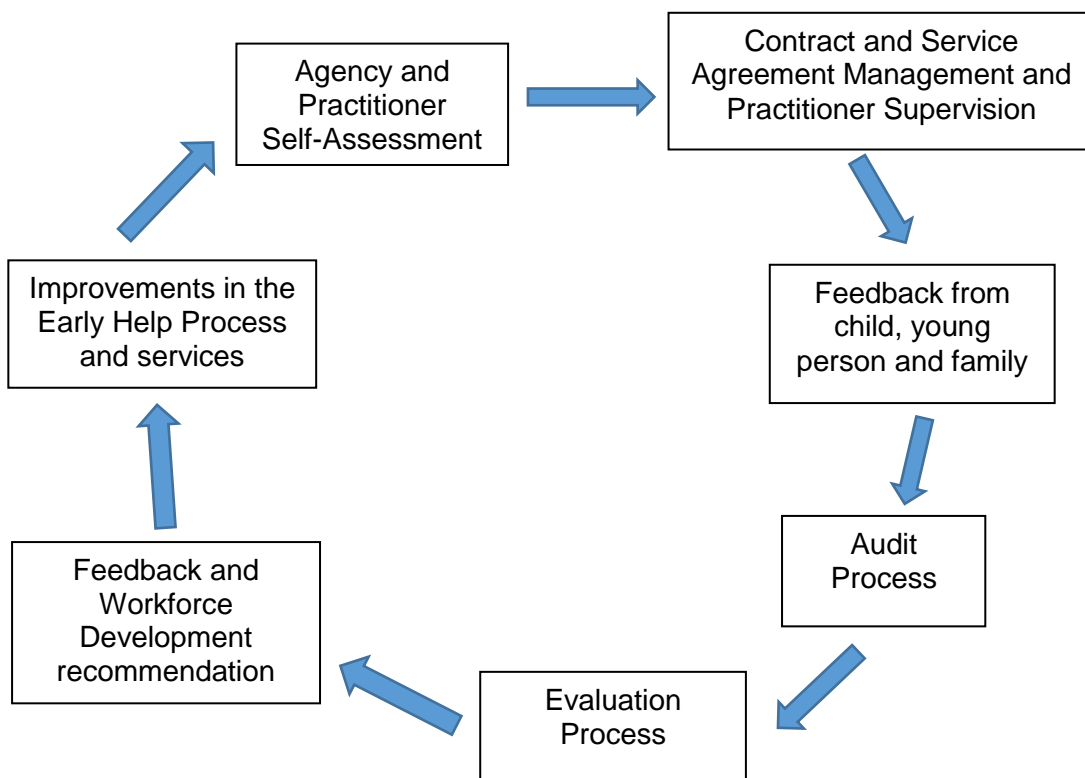 Agency and
Practitioner
Self-Assessment
Contract and Service
Agreement Management and
Practitioner Supervision
Feedback from
child, young
person and family
Audit
Process
Evaluation
Process
Feedback and
Workforce
Development
recommendation
Improvements in the
Early Help Process
and services